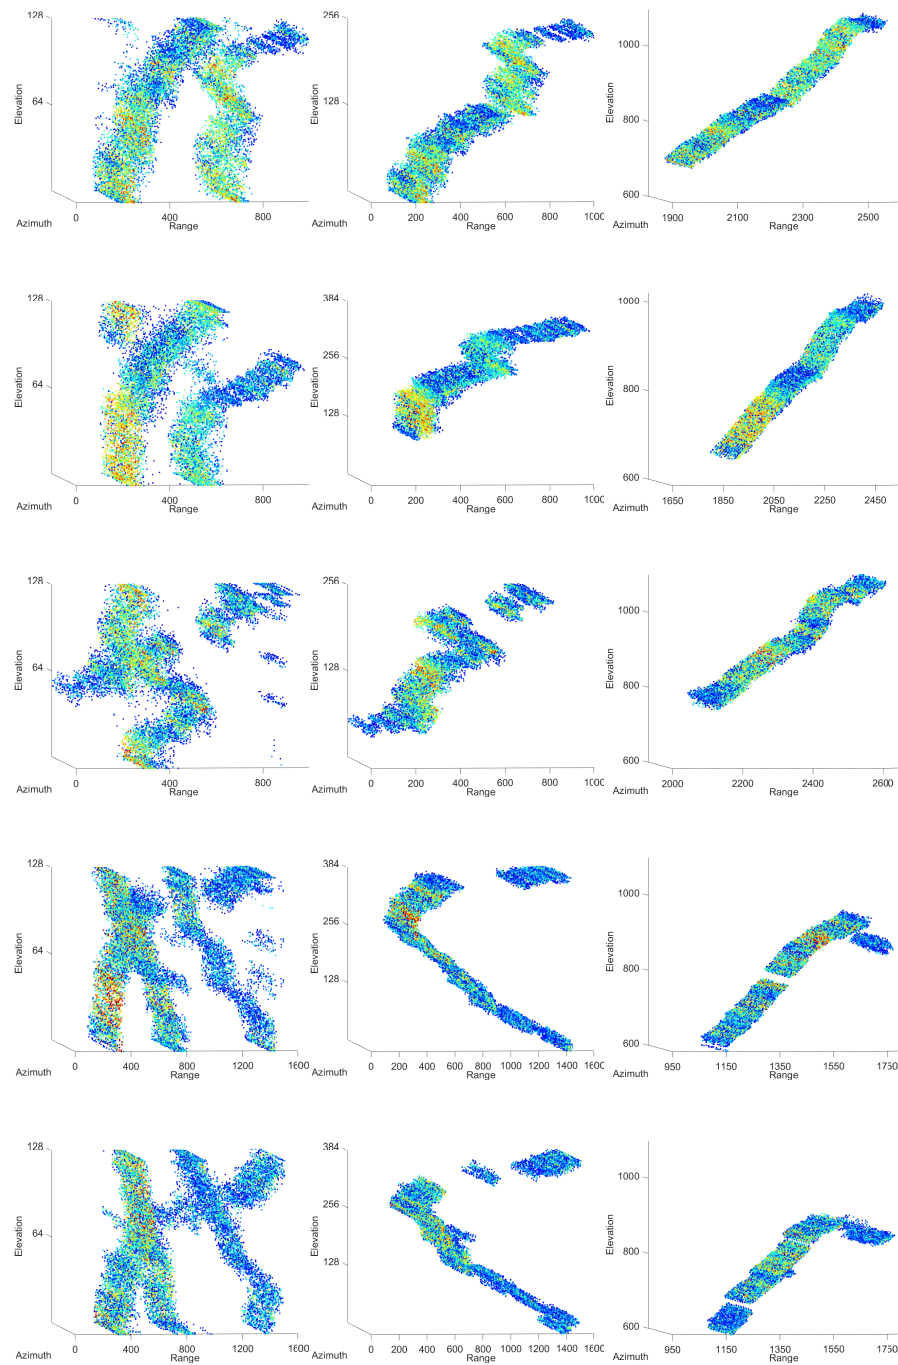 128
64
Elevation
Azimuth
0
400
800
Range
256
128
Elevation
Azimuth
0
200
400
600
800
1000
Range
1000
800
600
Elevation
Azimuth
1900
2100
2300
2500
Range
128
64
Elevation
Azimuth
0
400
800
Range
384
256
128
Elevation
Azimuth
0
200
400
600
800
1000
Range
1000
800
600
Elevation
Azimuth
1650
1850
2050
2250
2450
Range
128
64
Elevation
Azimuth
0
400
800
Range
256
128
Elevation
Azimuth
0
200
400
600
800
1000
Range
1000
800
600
Elevation
Azimuth
2000
2200
2400
2600
Range
128
64
Elevation
Azimuth
0
400
800
1200
1600
Range
384
256
128
Elevation
Azimuth
0
200
400
600
800
1000
1200
1400
1600
Range
1000
800
600
Elevation
Azimuth
950
1150
1350
1550
1750
Range
128
64
Elevation
Azimuth
0
400
800
1200
1600
Range
384
256
128
Elevation
Azimuth
0
200
400
600
800
1000
1200
1400
1600
Range
1000
800
600
Elevation
Azimuth
950
1150
1350
1550
1750
Range